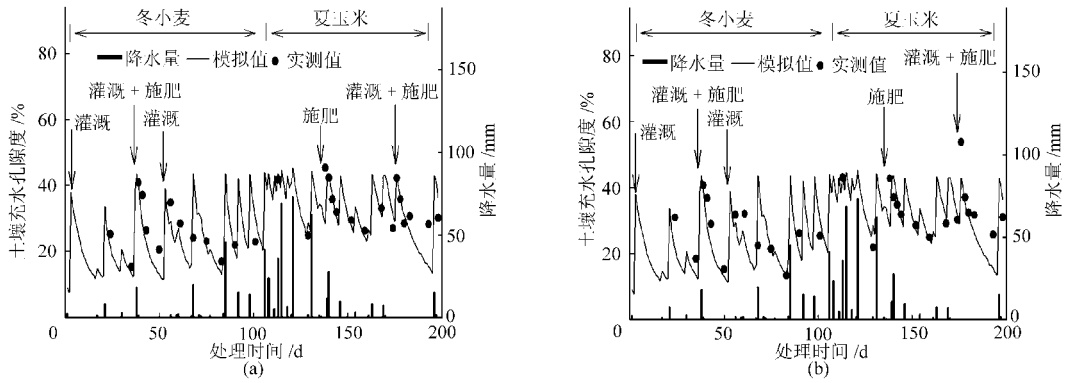 冬小麦 夏玉米
降水量 模拟值 实测值
灌溉 + 施肥 灌溉 + 施肥
灌溉 灌溉 施肥
土壤充水孔隙度 /%
80
60
40
20
0 50 100 150 200
处理时间 /d
降水量 /mm
150
100
50
0
(a)
冬小麦 夏玉米
降水量 模拟值 实测值
灌溉 + 施肥 灌溉 + 施肥
灌溉 灌溉 施肥
土壤充水孔隙度 /%
80
60
40
20
0 50 100 150 200
处理时间 /d
降水量 /mm
150
100
50
0
(b)